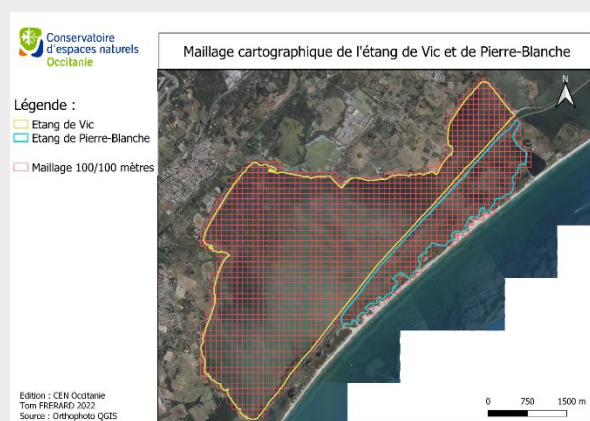 Conservatoire
d'espaces naturels
Occitanie
Maillage cartographique de l'étang de Vic et de Pierre-Blanche
N
Légende :
Etang de Vic
Etang de Pierre-Blanche
Maillage 100/100 mètres
Edition : CEN Occitanie
Tom FRERARD 2022
Source : Orthophoto QGIS
0 750 1500 m